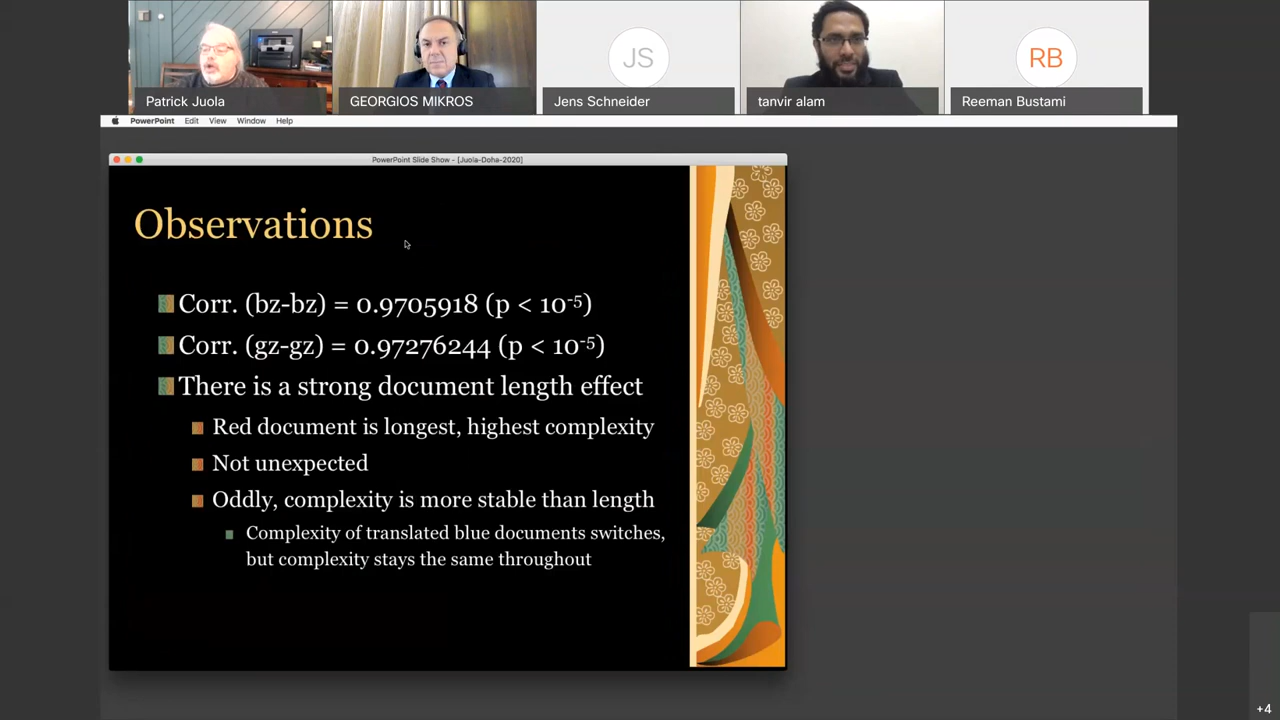 JS
RB
Patrick Juola
GEORGIOS MIKROS
Jens Schneider
tanvir alam
Reeman Bustami
PowerPoint Edit View Window Help
PowerPoint Slide Show - [Juola-Doha-2020]
Observations
Corr. (bz-bz) = 0.9705918 (p < 10⁻⁵)
Corr. (gz-gz) = 0.97276244 (p < 10⁻⁵)
There is a strong document length effect
Red document is longest, highest complexity
Not unexpected
Oddly, complexity is more stable than length
Complexity of translated blue documents switches,
but complexity stays the same throughout
+4